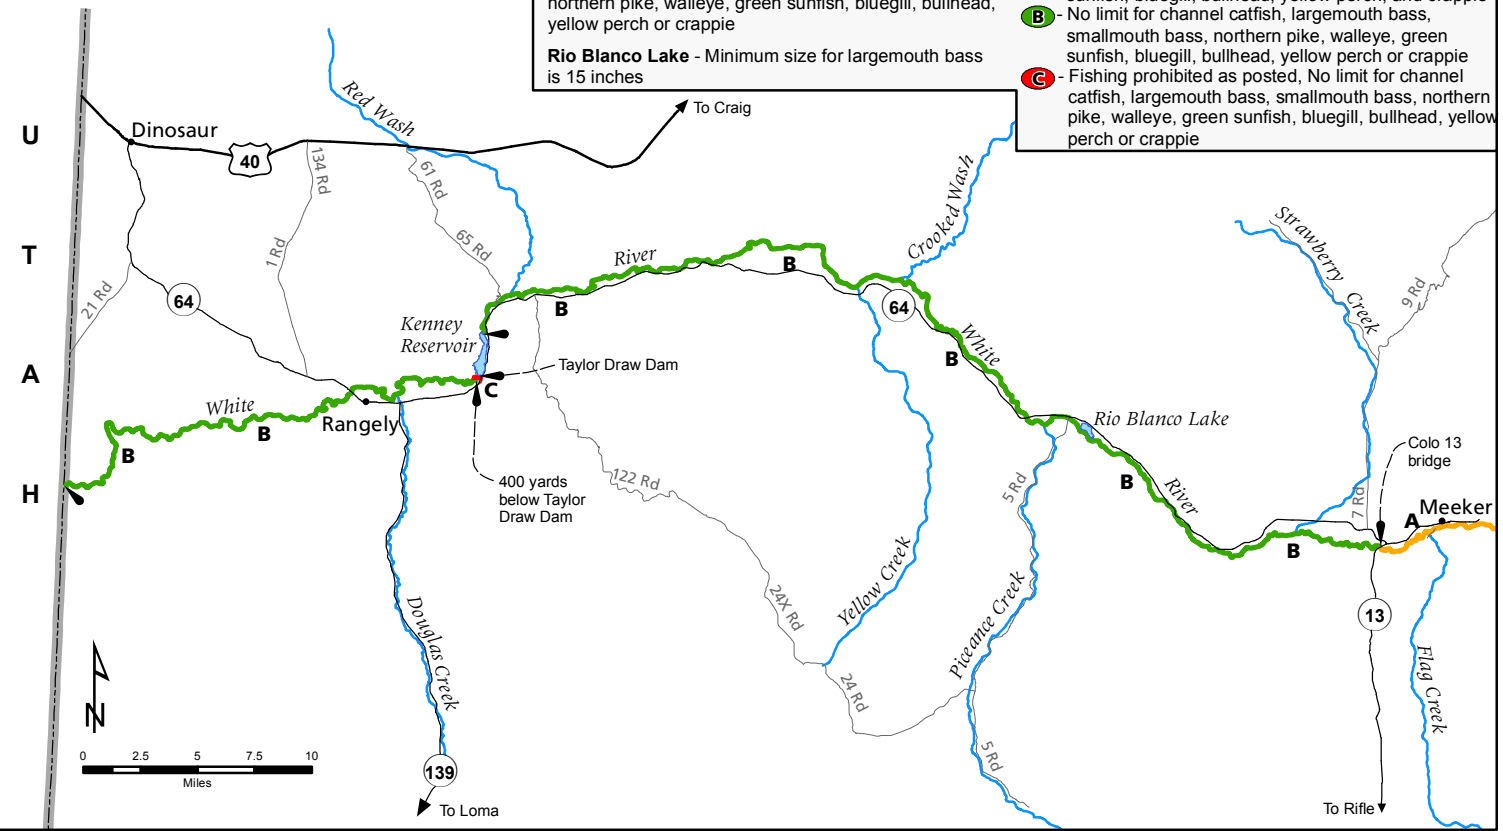 northern pike, walleye, green sunfish, bluegill, bullhead,
yellow perch or crappie
Rio Blanco Lake - Minimum size for largemouth bass
is 15 inches
B - No limit for channel catfish, largemouth bass,
smallmouth bass, northern pike, walleye, green
sunfish, bluegill, bullhead, yellow perch or crappie
C - Fishing prohibited as posted, No limit for channel
catfish, largemouth bass, smallmouth bass, northern
pike, walleye, green sunfish, bluegill, bullhead, yellow
perch or crappie
To Craig
Red Wash
U
Dinosaur
40
134 Rd
61 Rd
Crooked Wash
Strawberry
Creek
T
1 Rd
65 Rd
River
B
21 Rd
64
B
64
9 Rd
Kenney
Reservoir
White
B
A
Taylor Draw Dam
C
White
B
Rangely
Rio Blanco Lake
B
Colo 13
bridge
H
400 yards
below Taylor
Draw Dam
122 Rd
5 Rd
B
River
7 Rd
A
Meeker
B
Yellow Creek
Piceance Creek
24X Rd
Douglas Creek
13
Flag Creek
24 Rd
N
5 Rd
0 2.5 5 7.5 10
Miles
139
To Loma
To Rifle